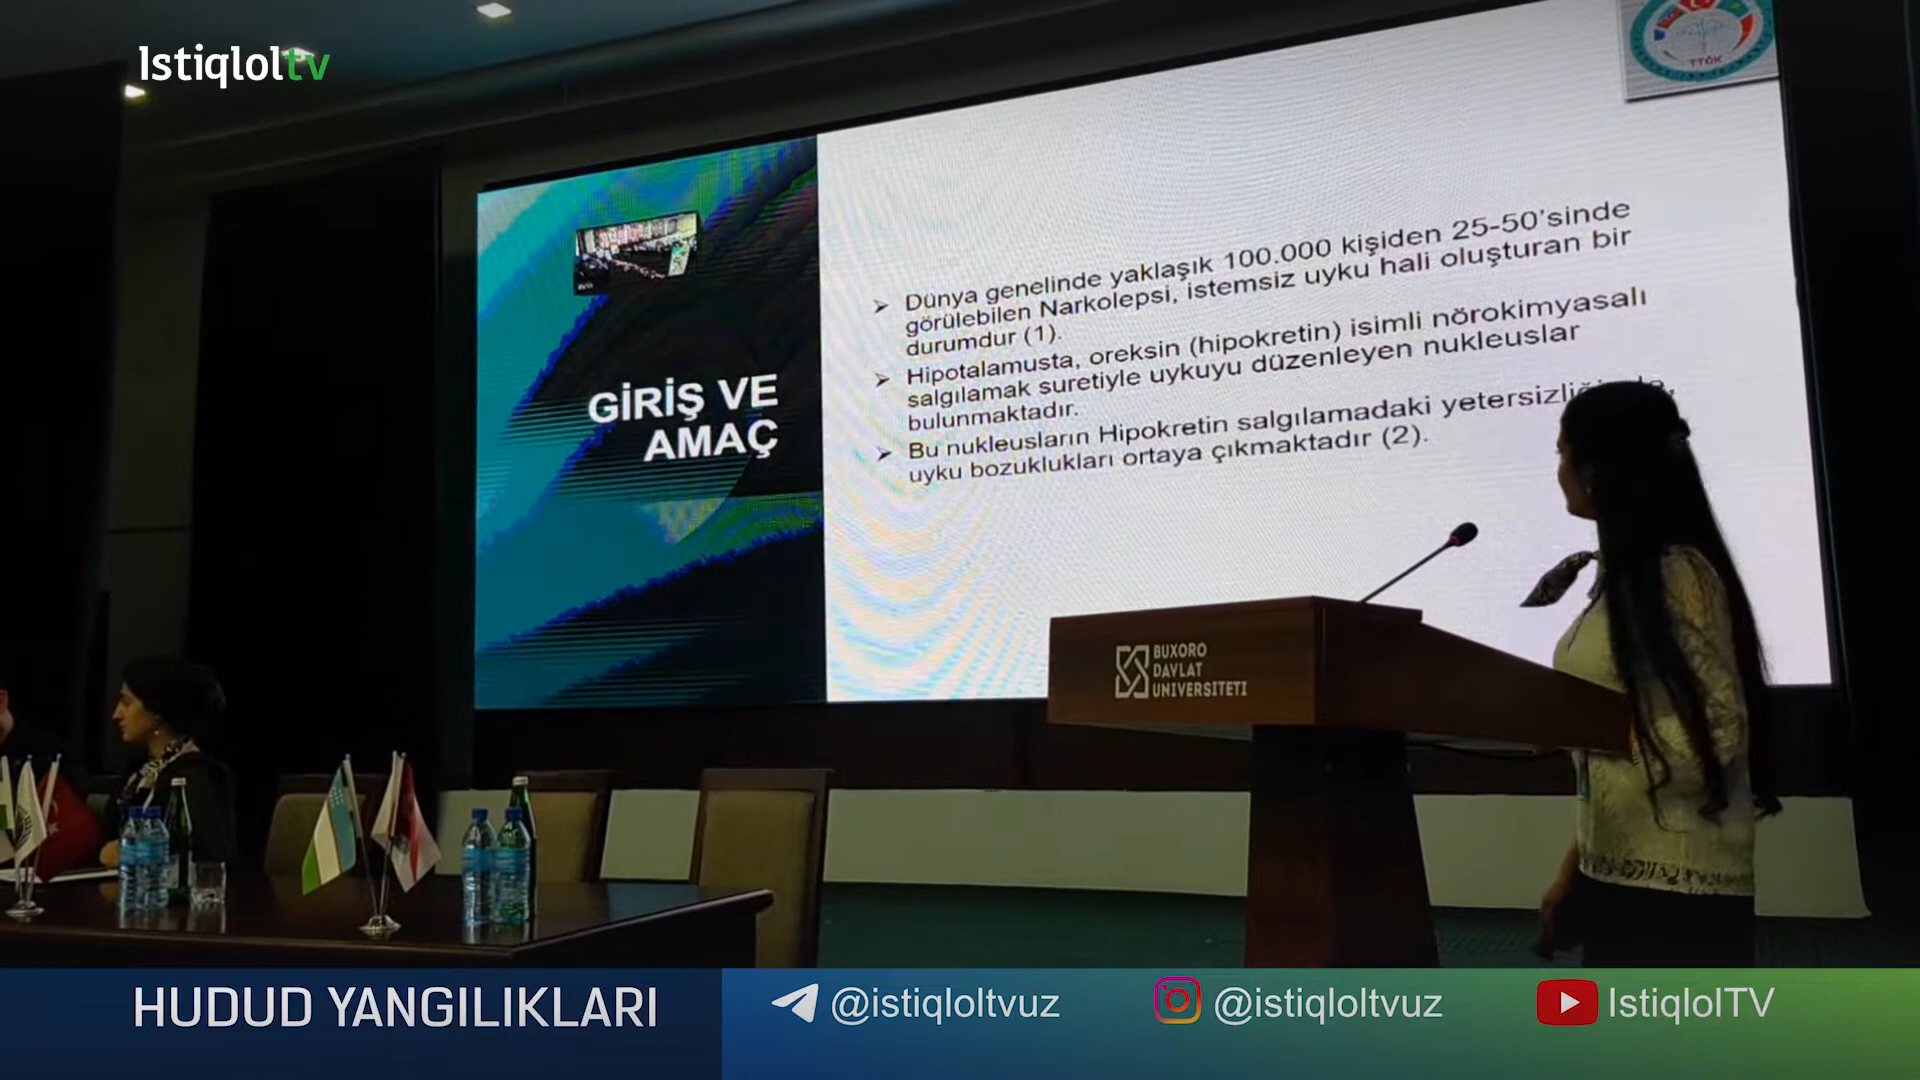 Istiqloltv
TTOK
GİRİŞ VE
AMAÇ
➢ Dünya genelinde yaklaşık 100.000 kişiden 25-50’sinde
görülebilen Narkolepsi, istemsiz uyku hali oluşturan bir
durumdur (1).
➢ Hipotalamusta, oreksin (hipokretin) isimli nörokimyasalı
salgılamak suretiyle uykuyu düzenleyen nukleuslar
bulunmaktadır.
➢ Bu nukleusların Hipokretin salgılamadaki
uyku bozuklukları ortaya çıkmaktadır (2).
BUXORO
DAVLAT
UNIVERSITETI
HUDUD YANGILIKLARI
@istiqloltvuz
@istiqloltvuz
IstiqlolTV